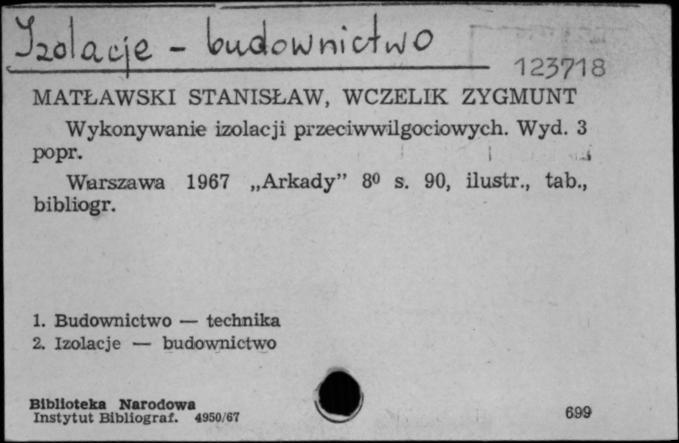 Izolacje - budownictwo
123718
MATŁAWSKI STANISŁAW, WCZELIK ZYGMUNT
Wykonywanie izolacji przeciwwilgociowych. Wyd. 3
popr.
Warszawa 1967 „Arkady” 8⁰ s. 90, ilustr., tab.,
bibliogr.
1. Budownictwo — technika
2. Izolacje — budownictwo
Biblioteka Narodowa
Instytut Bibliograf. 4950/67
699